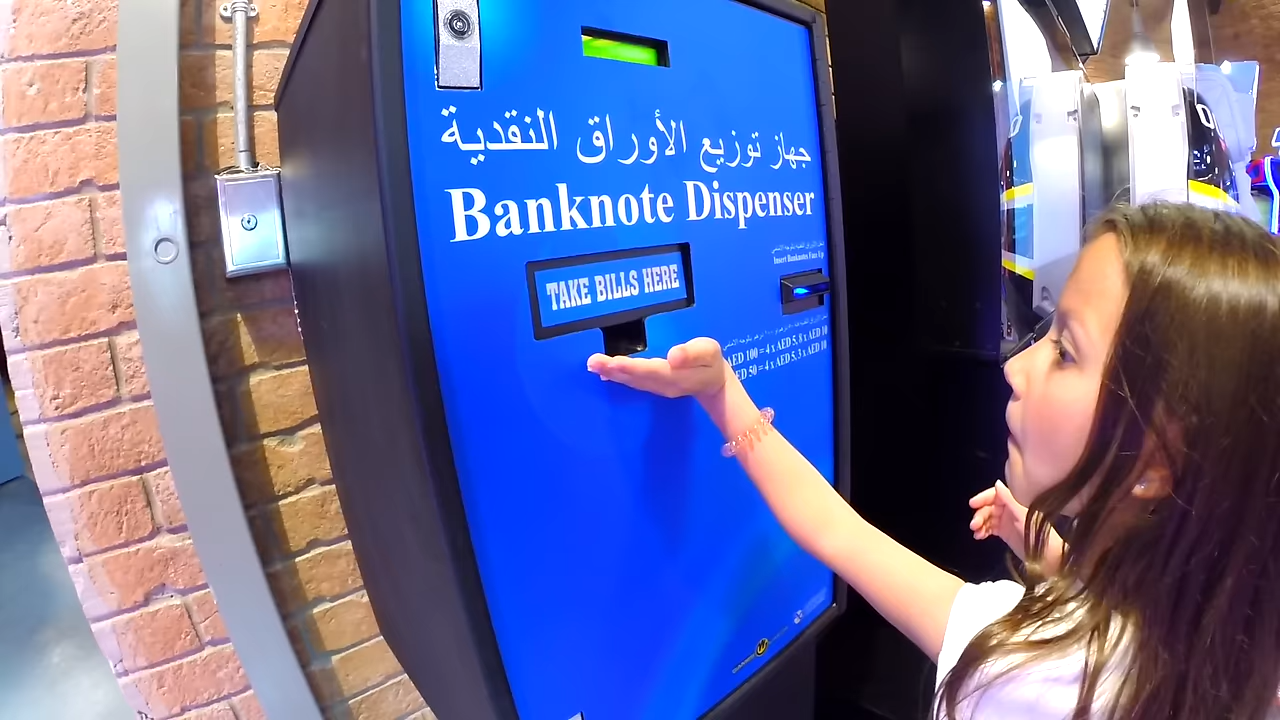 جهاز توزيع الأوراق النقدية
Banknote Dispenser
Insert Banknotes Face Up
TAKE BILLS HERE
AED 100 = 4 x AED 5, 8 x AED 10
AED 50 = 4 x AED 5, 3 x AED 10